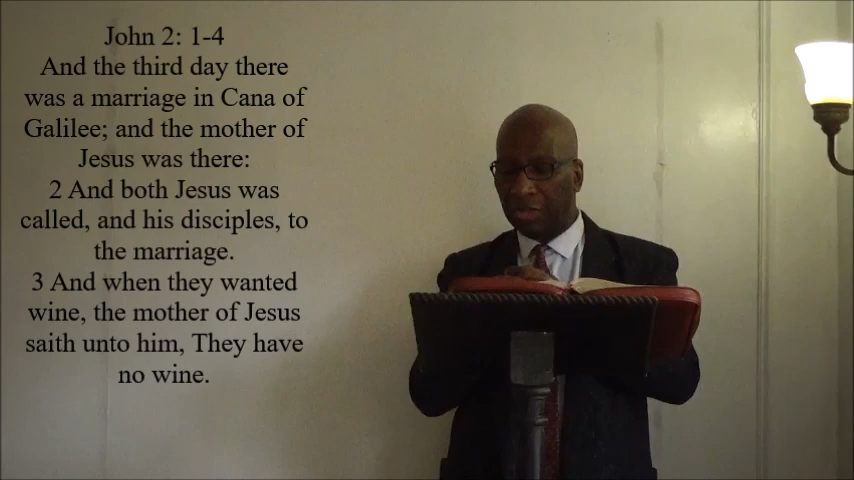 John 2: 1-4
And the third day there
was a marriage in Cana of
Galilee; and the mother of
Jesus was there:
2 And both Jesus was
called, and his disciples, to
the marriage.
3 And when they wanted
wine, the mother of Jesus
saith unto him, They have
no wine.